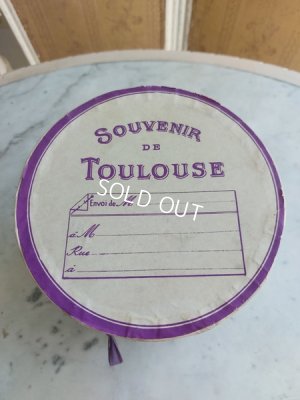 SOUVENIR
DE
TOULOUSE
Envoi de M
SOLD OUT
à M
Rue
à